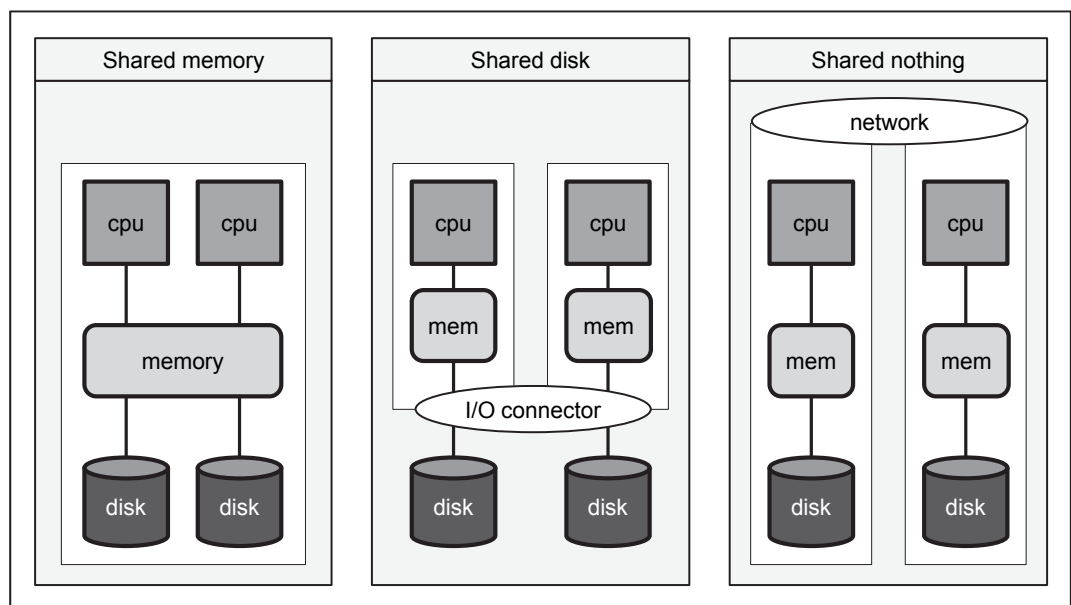 Shared memory
cpu cpu
memory
disk disk
Shared disk
cpu cpu
mem mem
I/O connector
disk disk
Shared nothing
network
cpu cpu
mem mem
disk disk